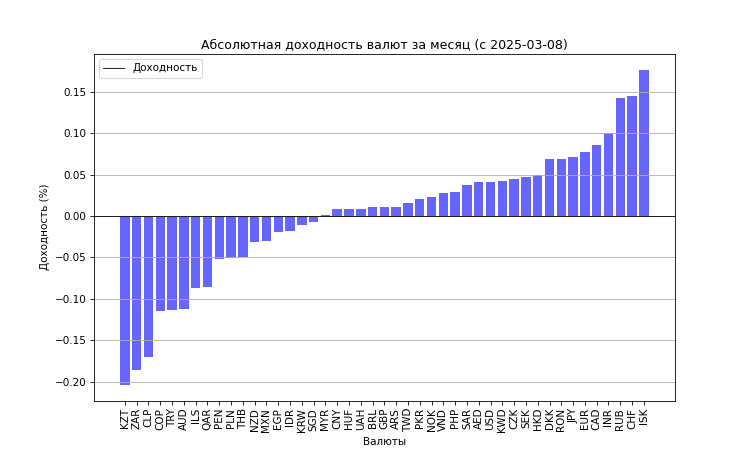 Абсолютная доходность валют за месяц (с 2025-03-08)
Доходность
0.15
0.10
0.05
0.00
−0.05
−0.10
−0.15
−0.20
Доходность (%)
KZT ZAR CLP COP TRY AUD ILS QAR PEN PLN THB NZD MXN EGP IDR KRW SGD MYR CNY HUF UAH BRL GBP ARS TWD PKR NOK VND PHP SAR AED USD KWD CZK SEK HKD DKK RON JPY EUR CAD INR RUB CHF ISK
Валюты